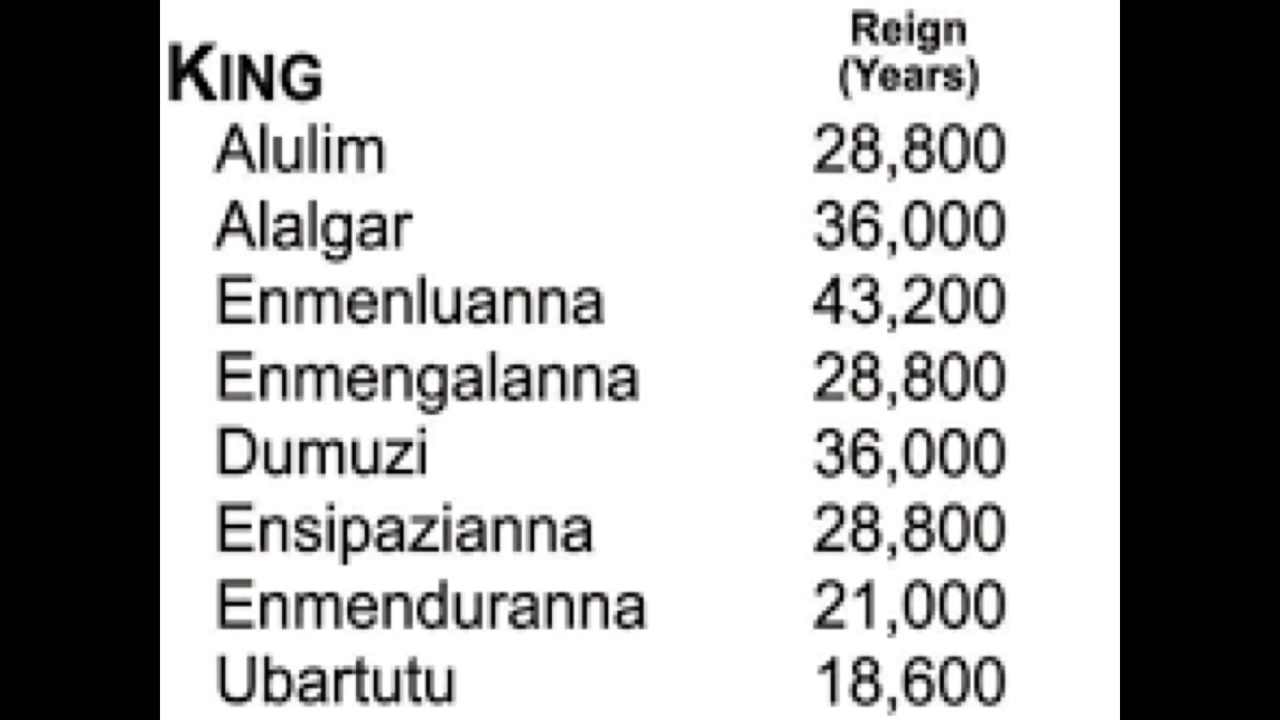 Reign
(Years)
KING
Alulim 28,800
Alalgar 36,000
Enmenluanna 43,200
Enmengalanna 28,800
Dumuzi 36,000
Ensipazianna 28,800
Enmenduranna 21,000
Ubartutu 18,600